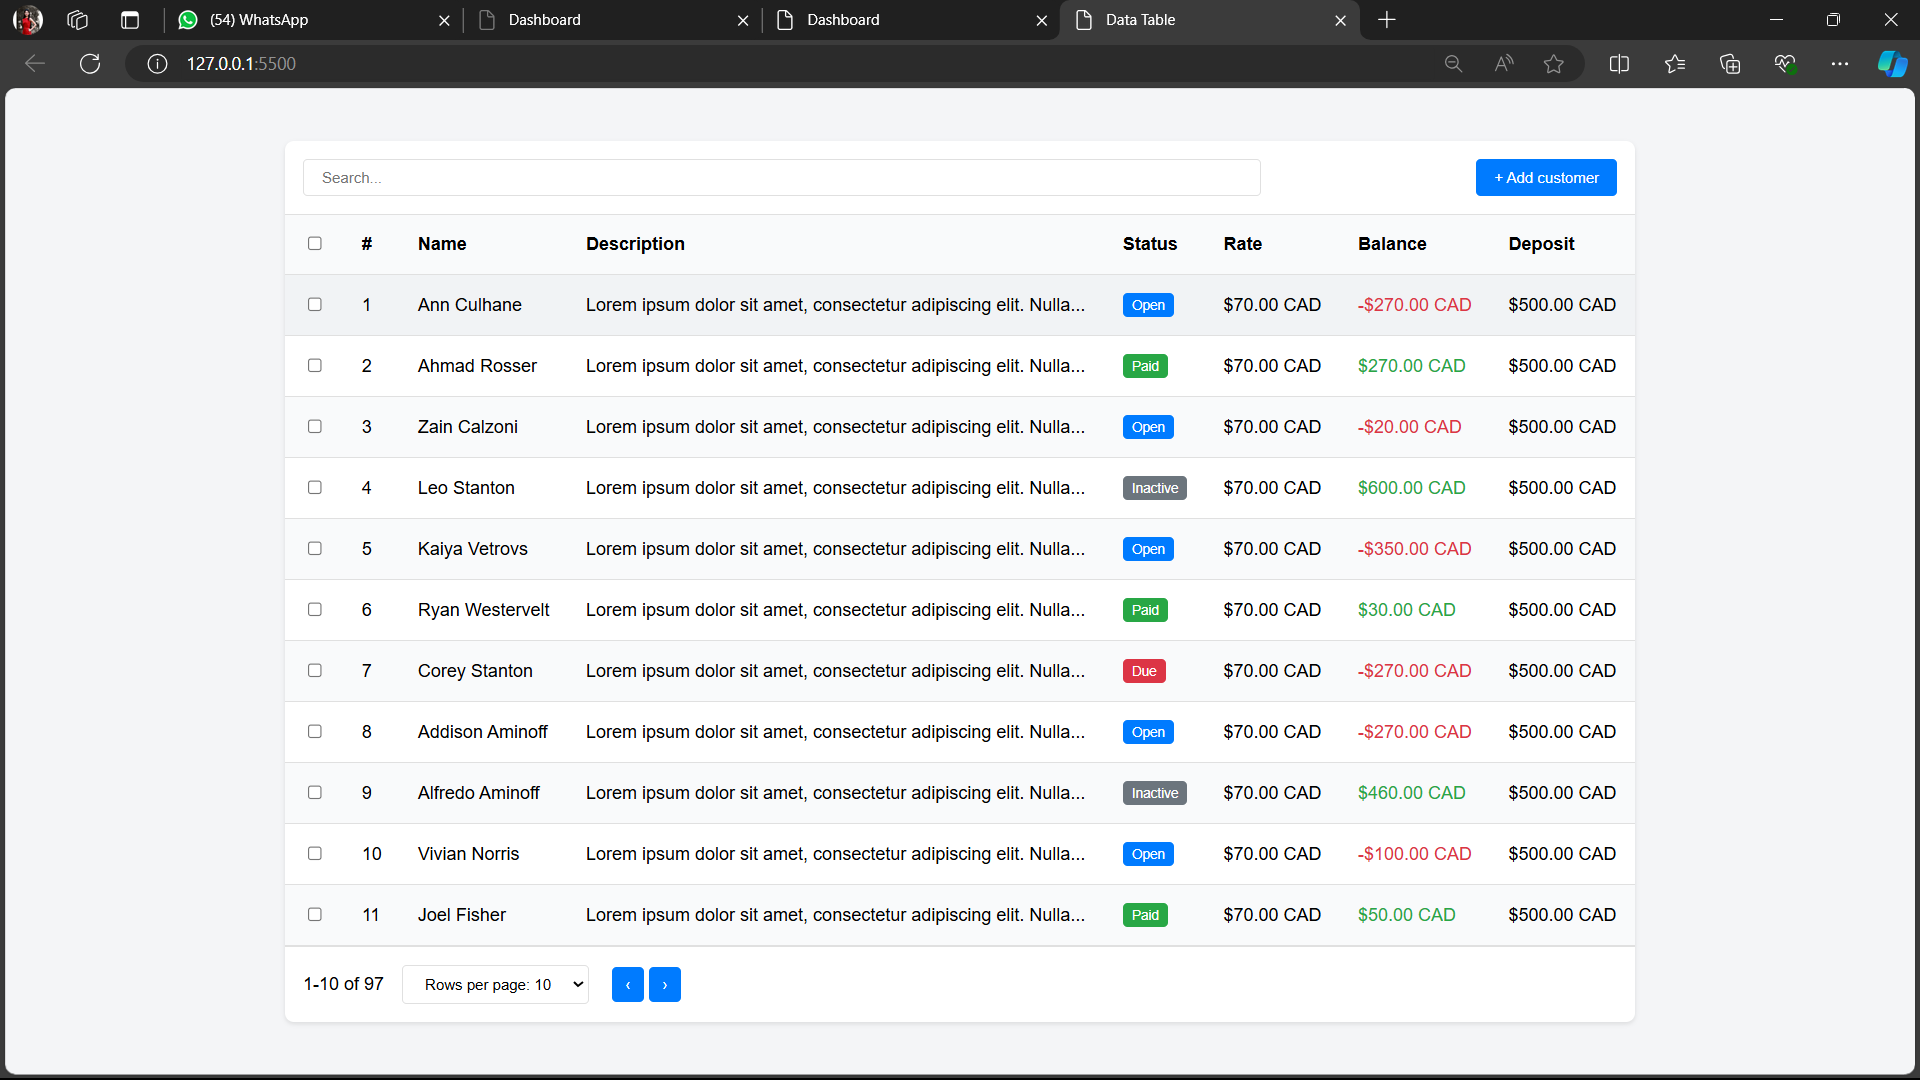 (54) WhatsApp Dashboard Dashboard Data Table
127.0.0.1:5500
Search... + Add customer
# Name Description Status Rate Balance Deposit
1 Ann Culhane Lorem ipsum dolor sit amet, consectetur adipiscing elit. Nulla... Open $70.00 CAD -$270.00 CAD $500.00 CAD
2 Ahmad Rosser Lorem ipsum dolor sit amet, consectetur adipiscing elit. Nulla... Paid $70.00 CAD $270.00 CAD $500.00 CAD
3 Zain Calzoni Lorem ipsum dolor sit amet, consectetur adipiscing elit. Nulla... Open $70.00 CAD -$20.00 CAD $500.00 CAD
4 Leo Stanton Lorem ipsum dolor sit amet, consectetur adipiscing elit. Nulla... Inactive $70.00 CAD $600.00 CAD $500.00 CAD
5 Kaiya Vetrovs Lorem ipsum dolor sit amet, consectetur adipiscing elit. Nulla... Open $70.00 CAD -$350.00 CAD $500.00 CAD
6 Ryan Westervelt Lorem ipsum dolor sit amet, consectetur adipiscing elit. Nulla... Paid $70.00 CAD $30.00 CAD $500.00 CAD
7 Corey Stanton Lorem ipsum dolor sit amet, consectetur adipiscing elit. Nulla... Due $70.00 CAD -$270.00 CAD $500.00 CAD
8 Addison Aminoff Lorem ipsum dolor sit amet, consectetur adipiscing elit. Nulla... Open $70.00 CAD -$270.00 CAD $500.00 CAD
9 Alfredo Aminoff Lorem ipsum dolor sit amet, consectetur adipiscing elit. Nulla... Inactive $70.00 CAD $460.00 CAD $500.00 CAD
10 Vivian Norris Lorem ipsum dolor sit amet, consectetur adipiscing elit. Nulla... Open $70.00 CAD -$100.00 CAD $500.00 CAD
11 Joel Fisher Lorem ipsum dolor sit amet, consectetur adipiscing elit. Nulla... Paid $70.00 CAD $50.00 CAD $500.00 CAD
1-10 of 97 Rows per page: 10 ‹ ›